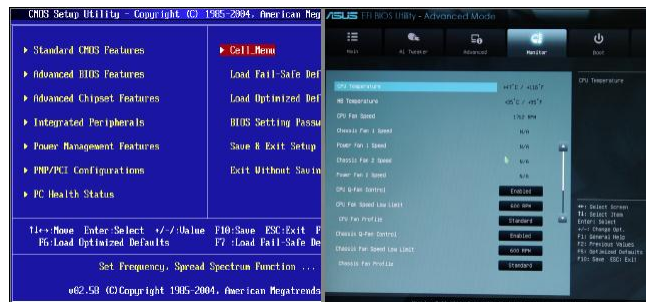 CMOS Setup Utility - Copyright (C) 1985-2004, American Meg
Standard CMOS Features
Cell_Menu
Advanced BIOS Features
Load Fail-Safe Def
Advanced Chipset Features
Load Optimized Def
Integrated Peripherals
BIOS Setting Passw
Power Management Features
Save & Exit Setup
PNP/PCI Configurations
Exit Without Savin
PC Health Status
↑↓←→:Move Enter:Select +/-/:Value F10:Save ESC:Exit F
F6:Load Optimized Defaults F7 :Load Fail-Safe De
Set Frequency, Spread Spectrum Function ...
v02.58 (C)Copyright 1985-2004, American Megatrends
ASUS EFI BIOS Utility - Advanced Mode
Main
Ai Tweaker
Advanced
Monitor
Boot
CPU Temperature
CPU Temperature
MB Temperature
CPU Fan Speed
Chassis Fan 1 Speed N/A
Power Fan 1 Speed N/A
Chassis Fan 2 Speed N/A
Power Fan 2 Speed N/A
CPU Q-Fan Control Enabled
CPU Fan Speed Low Limit 600 RPM
CPU Fan Profile Standard
Chassis Q-Fan Control Enabled
Chassis Fan Speed Low Limit 600 RPM
Chassis Fan Profile Standard
Select Screen
Select Item
Enter: Select
+/-: Change Opt.
F1: General Help
F2: Previous Values
F5: Optimized Defaults
F10: Save ESC: Exit